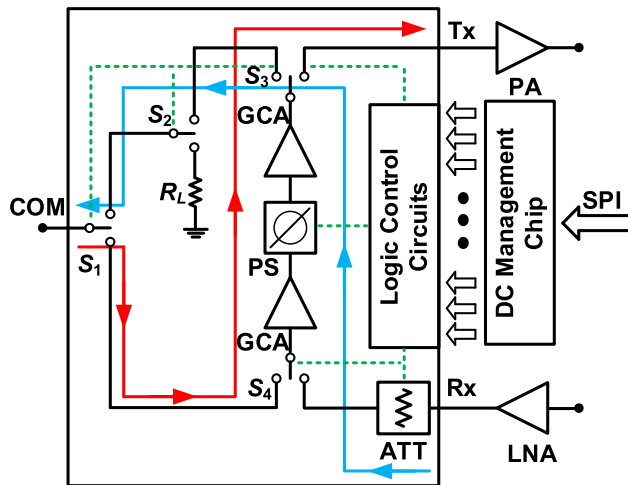 Tx
PA
S3
GCA
S2
RL
COM
S1
PS
Logic Control
Circuits
DC Management
Chip
SPI
GCA
S4
Rx
ATT
LNA